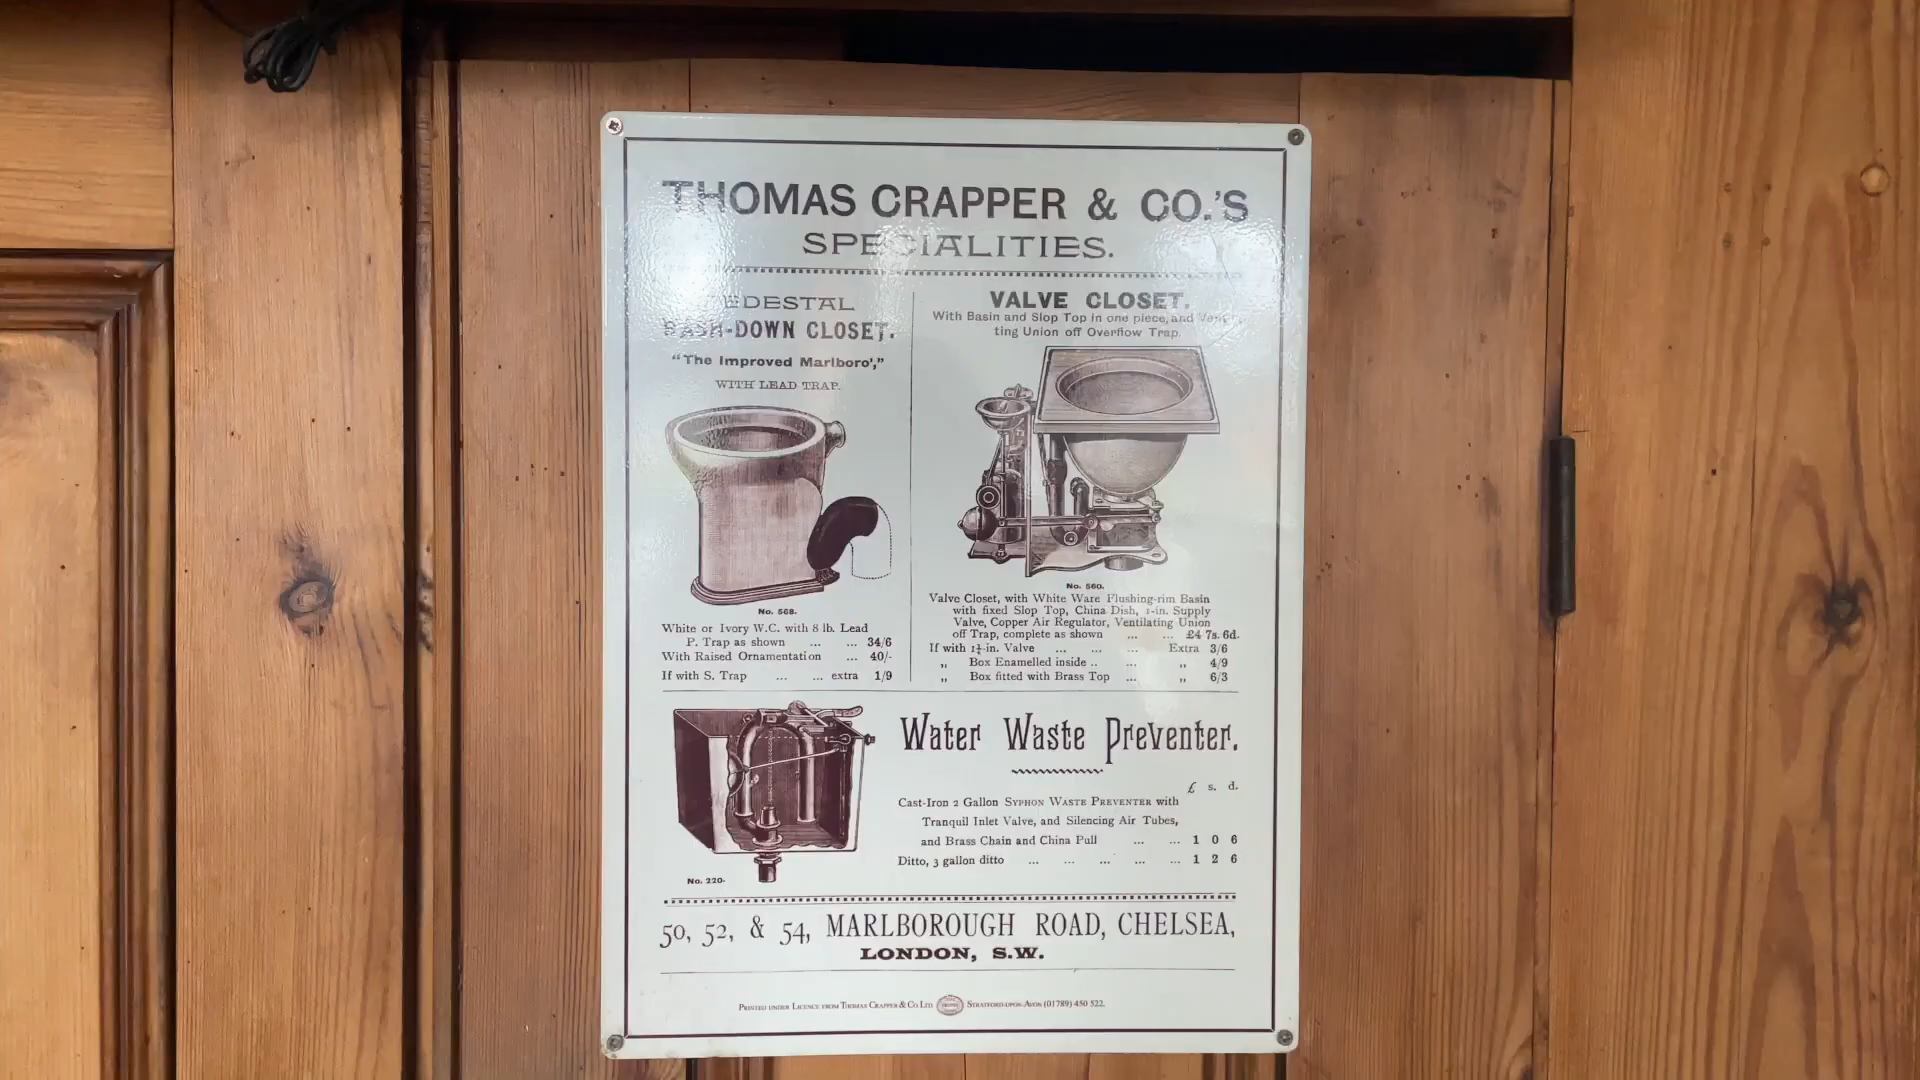 THOMAS CRAPPER & CO.'S
SPECIALITIES.
PEDESTAL
WASH-DOWN CLOSET.
"The Improved Marlboro',"
WITH LEAD TRAP.
No. 568.
White or Ivory W.C. with 8 lb. Lead
P. Trap as shown ... ... 34/6
With Raised Ornamentation ... 40/-
If with S. Trap ... ... extra 1/9
VALVE CLOSET.
With Basin and Slop Top in one piece, and Venti-
ting Union off Overflow Trap.
No. 560.
Valve Closet, with White Ware Flushing-rim Basin
with fixed Slop Top, China Dish, 1-in. Supply
Valve, Copper Air Regulator, Ventilating Union
off Trap, complete as shown ... ... £4 7s. 6d.
If with 1¼-in. Valve ... ... ... Extra 3/6
„ Box Enamelled inside .. ... „ 4/9
„ Box fitted with Brass Top ... „ 6/3
No. 220.
Water Waste Preventer.
£ s. d.
Cast-Iron 2 Gallon SYPHON WASTE PREVENTER with
Tranquil Inlet Valve, and Silencing Air Tubes,
and Brass Chain and China Pull ... ... 1 0 6
Ditto, 3 gallon ditto ... ... ... ... ... 1 2 6
50, 52, & 54, MARLBOROUGH ROAD, CHELSEA,
LONDON, S.W.
PRINTED UNDER LICENCE FROM THOMAS CRAPPER & CO. LTD. STRATFORD-UPON-AVON (01789) 450 522.